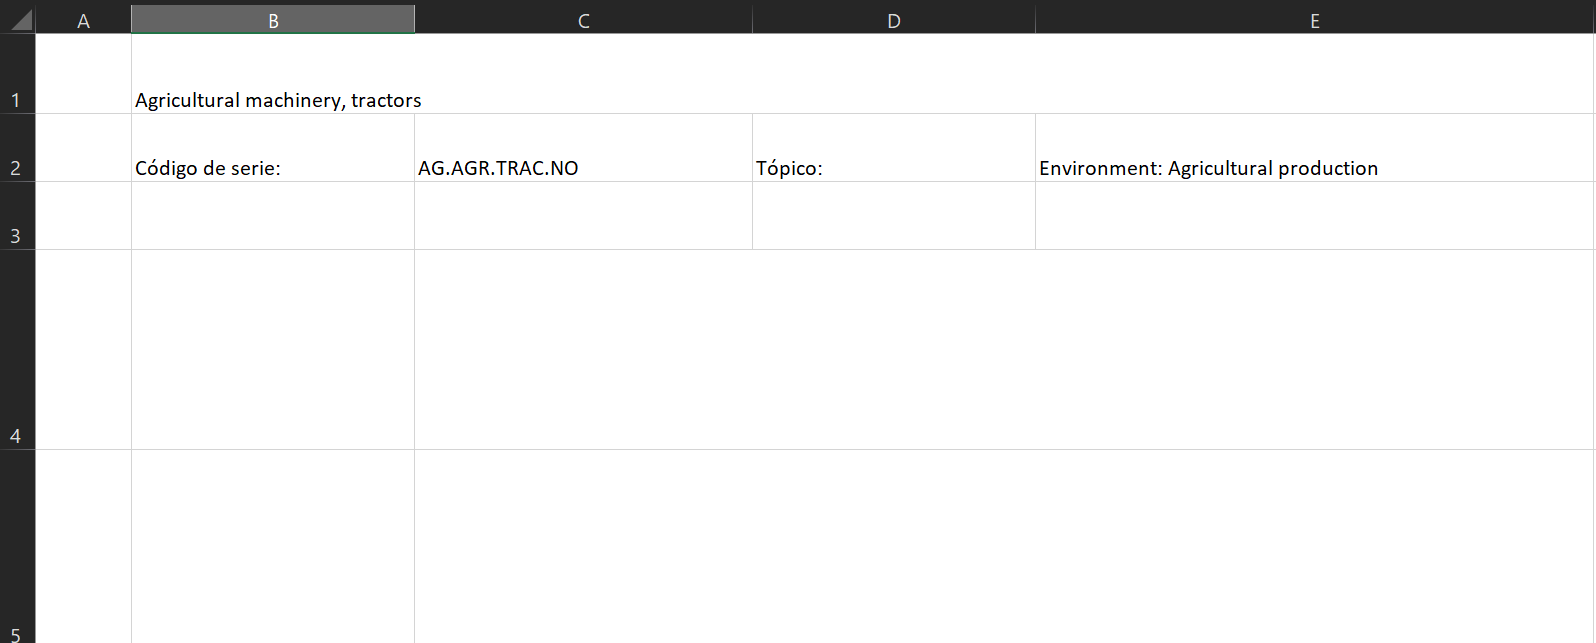 A B C D E
1 Agricultural machinery, tractors
2 Código de serie: AG.AGR.TRAC.NO Tópico: Environment: Agricultural production
3
4
5